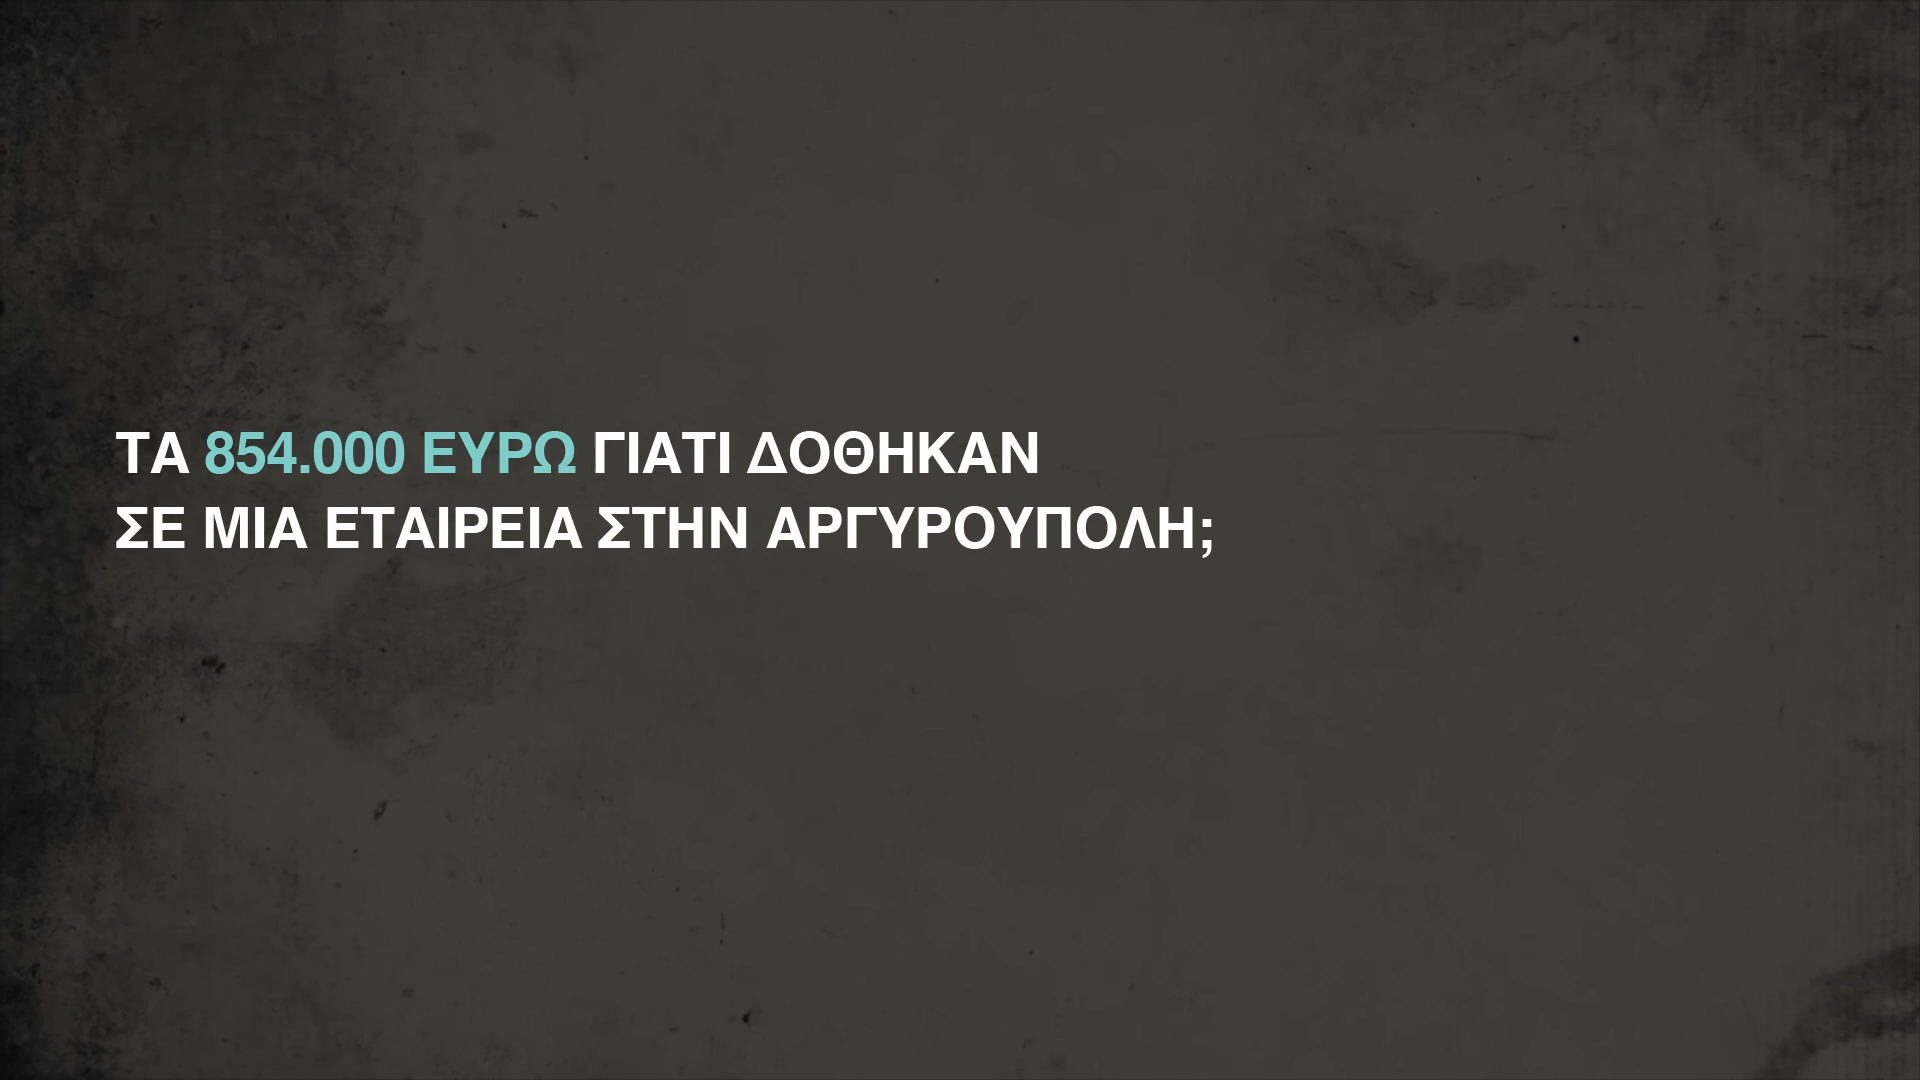 ΤΑ 854.000 ΕΥΡΩ ΓΙΑΤΙ ΔΟΘΗΚΑΝ
ΣΕ ΜΙΑ ΕΤΑΙΡΕΙΑ ΣΤΗΝ ΑΡΓΥΡΟΥΠΟΛΗ;